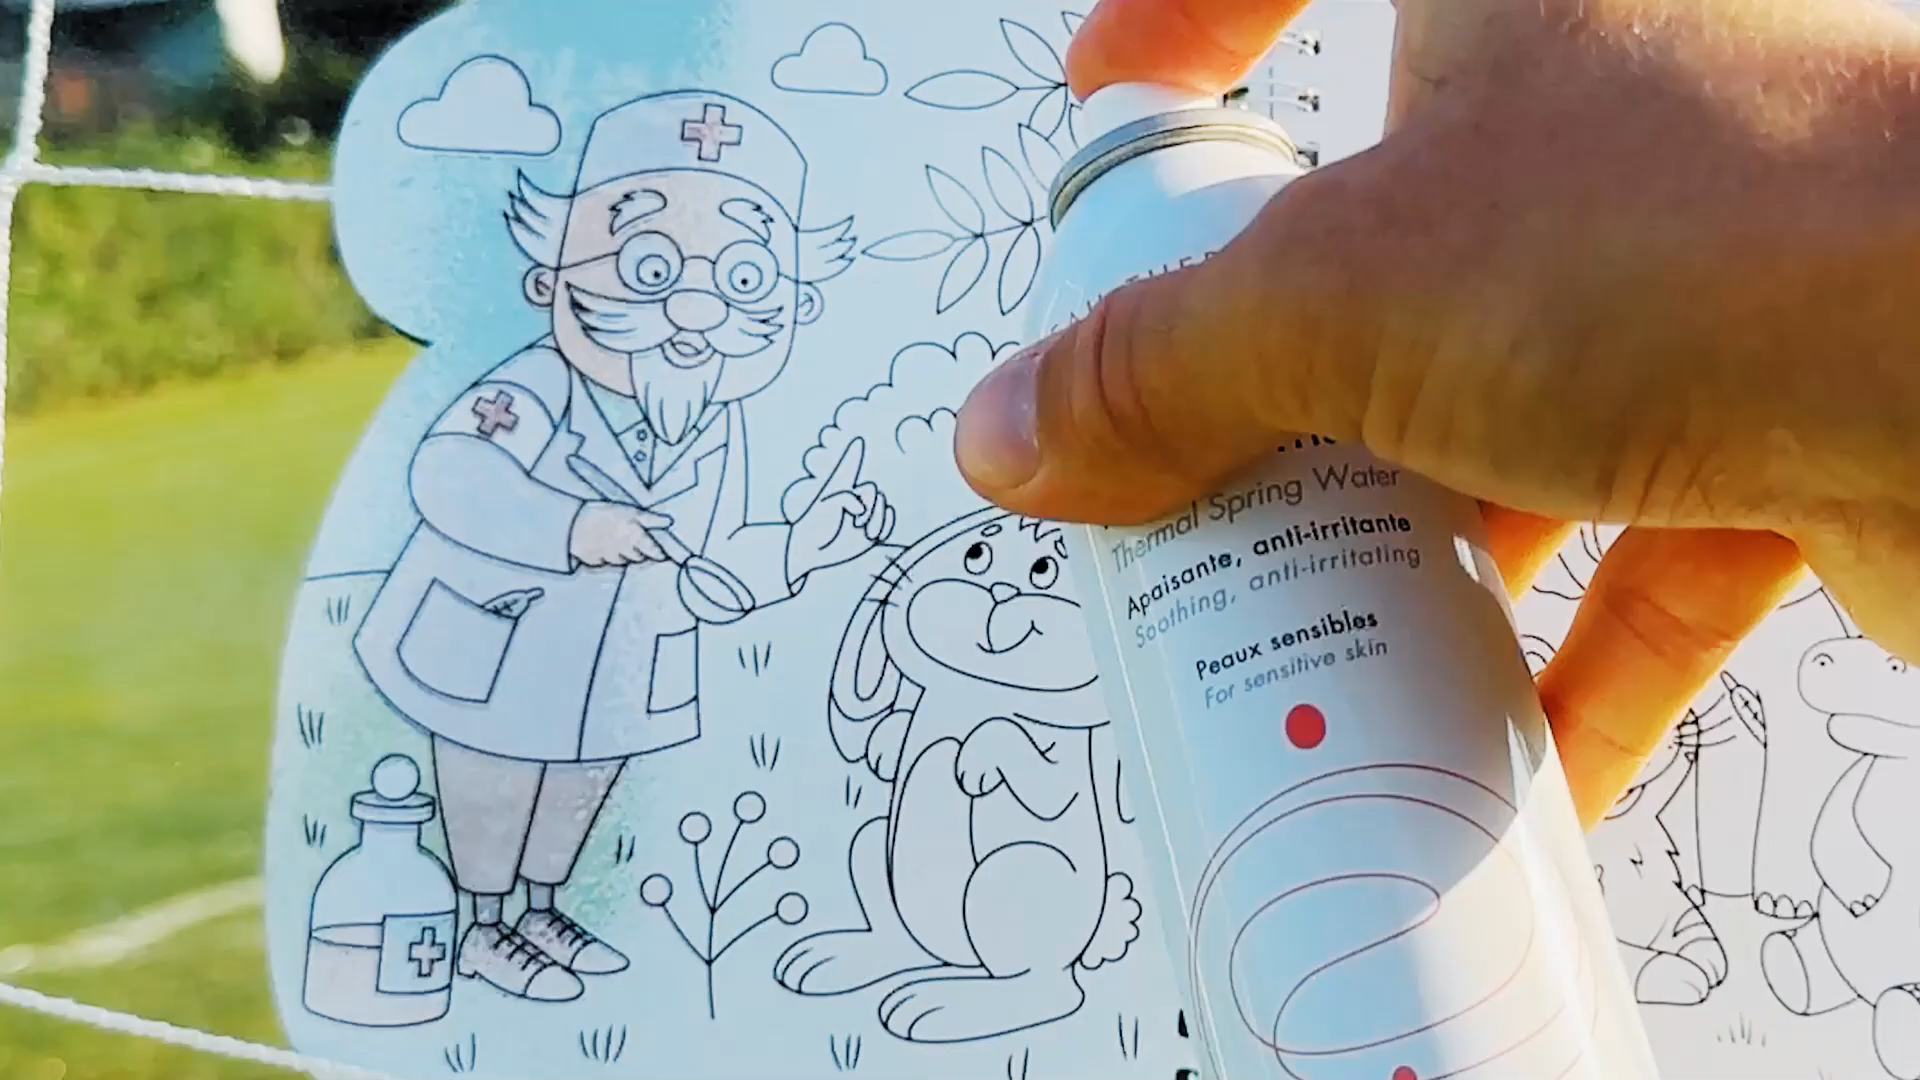 Thermal Spring Water
Apaisante, anti-irritante
Soothing, anti-irritating
Peaux sensibles
For sensitive skin